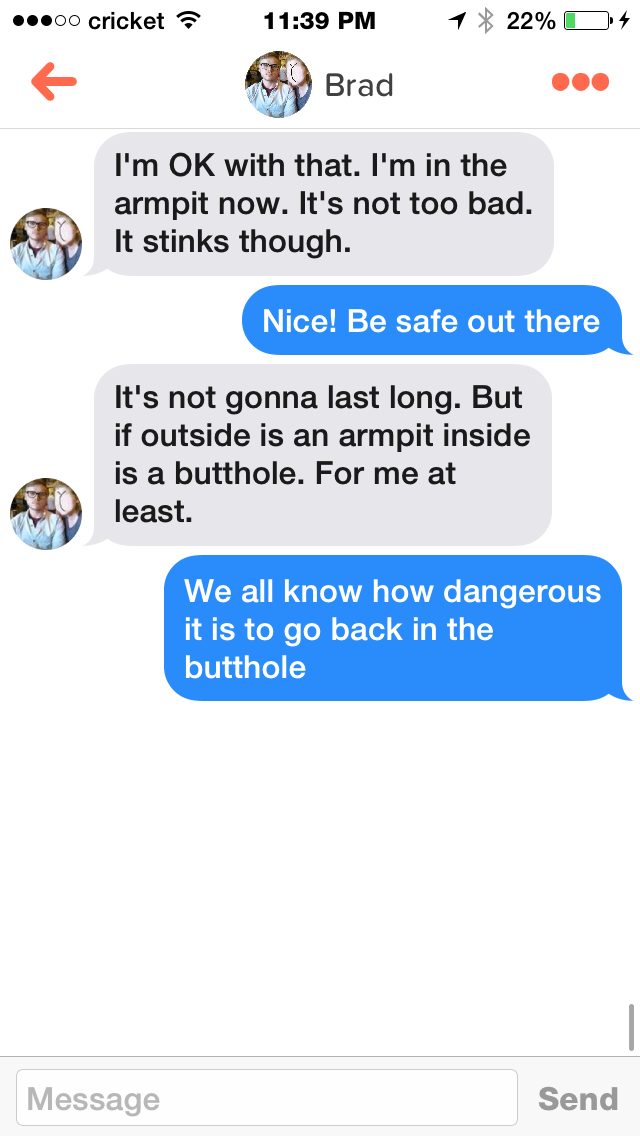 cricket 11:39 PM 22%
Brad
I'm OK with that. I'm in the
armpit now. It's not too bad.
It stinks though.
Nice! Be safe out there
It's not gonna last long. But
if outside is an armpit inside
is a butthole. For me at
least.
We all know how dangerous
it is to go back in the
butthole
Message Send